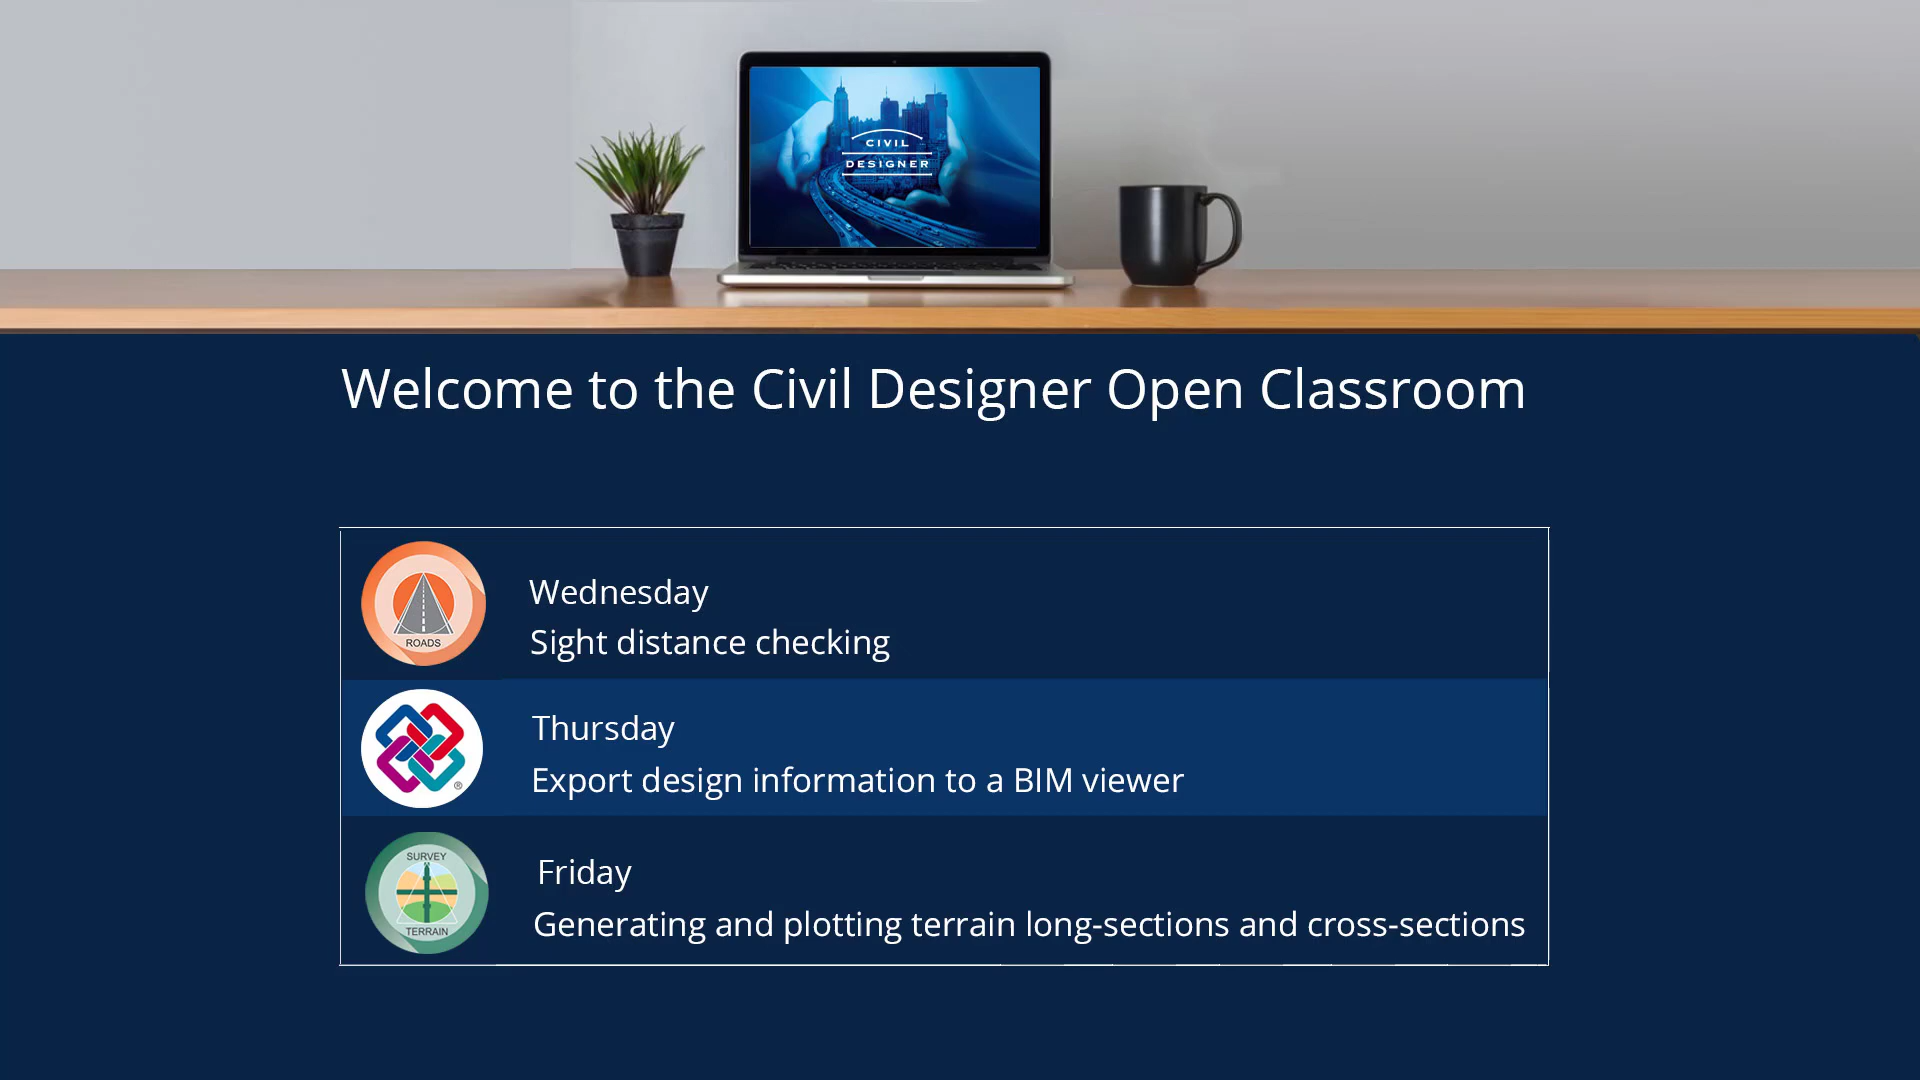 CIVIL
DESIGNER
Welcome to the Civil Designer Open Classroom
ROADS
Wednesday
Sight distance checking
®
Thursday
Export design information to a BIM viewer
SURVEY
TERRAIN
Friday
Generating and plotting terrain long-sections and cross-sections